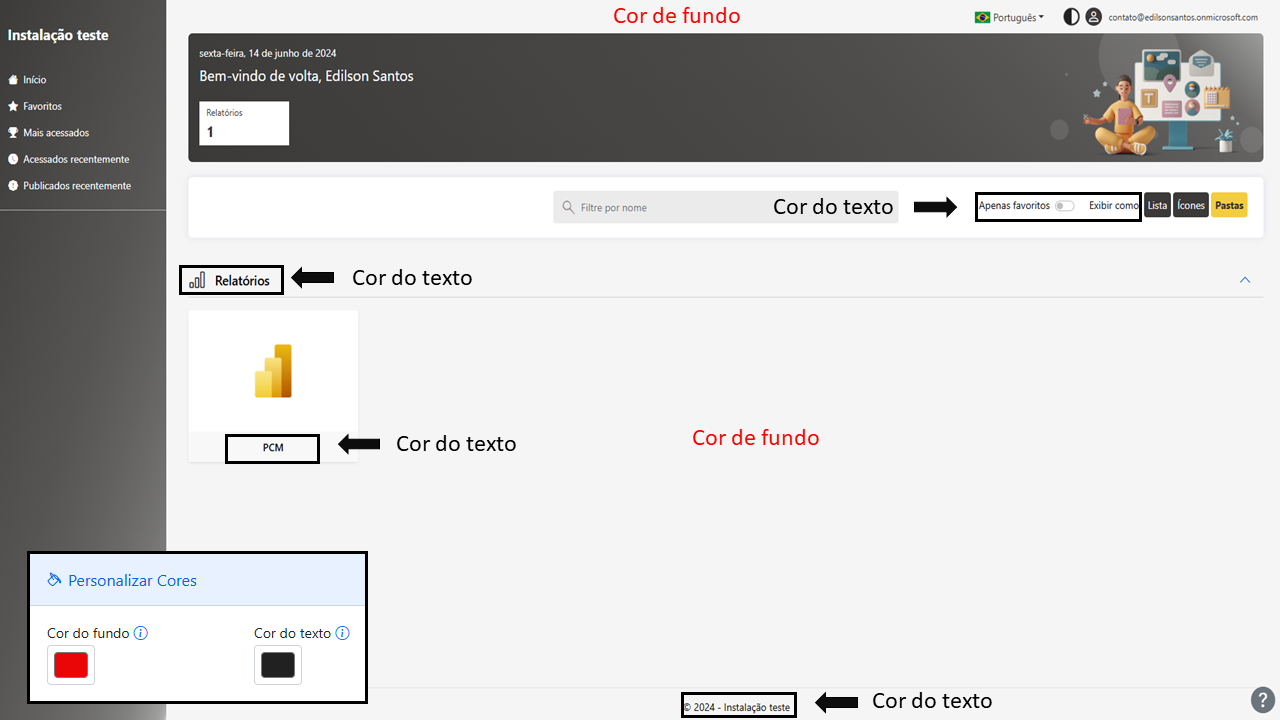 Cor de fundo
Português
contato@edilsonsantos.onmicrosoft.com
Instalação teste
Início
Favoritos
Mais acessados
Acessados recentemente
Publicados recentemente
sexta-feira, 14 de junho de 2024
Bem-vindo de volta, Edilson Santos
Relatórios
1
Filtre por nome
Cor do texto
Apenas favoritos
Exibir como
Lista
Ícones
Pastas
Relatórios
Cor do texto
PCM
Cor do texto
Cor de fundo
Personalizar Cores
Cor do fundo
Cor do texto
© 2024 - Instalação teste
Cor do texto
?